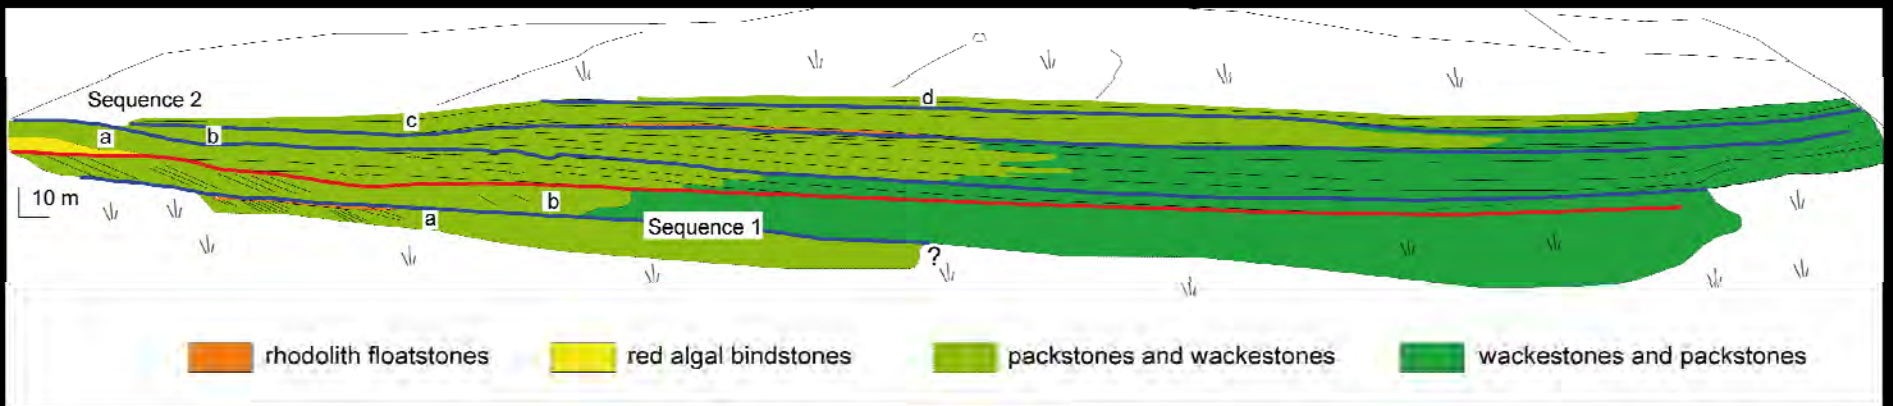 Sequence 2
d
c
a
b
10 m
b
a
Sequence 1
?
rhodolith floatstones
red algal bindstones
packstones and wackestones
wackestones and packstones